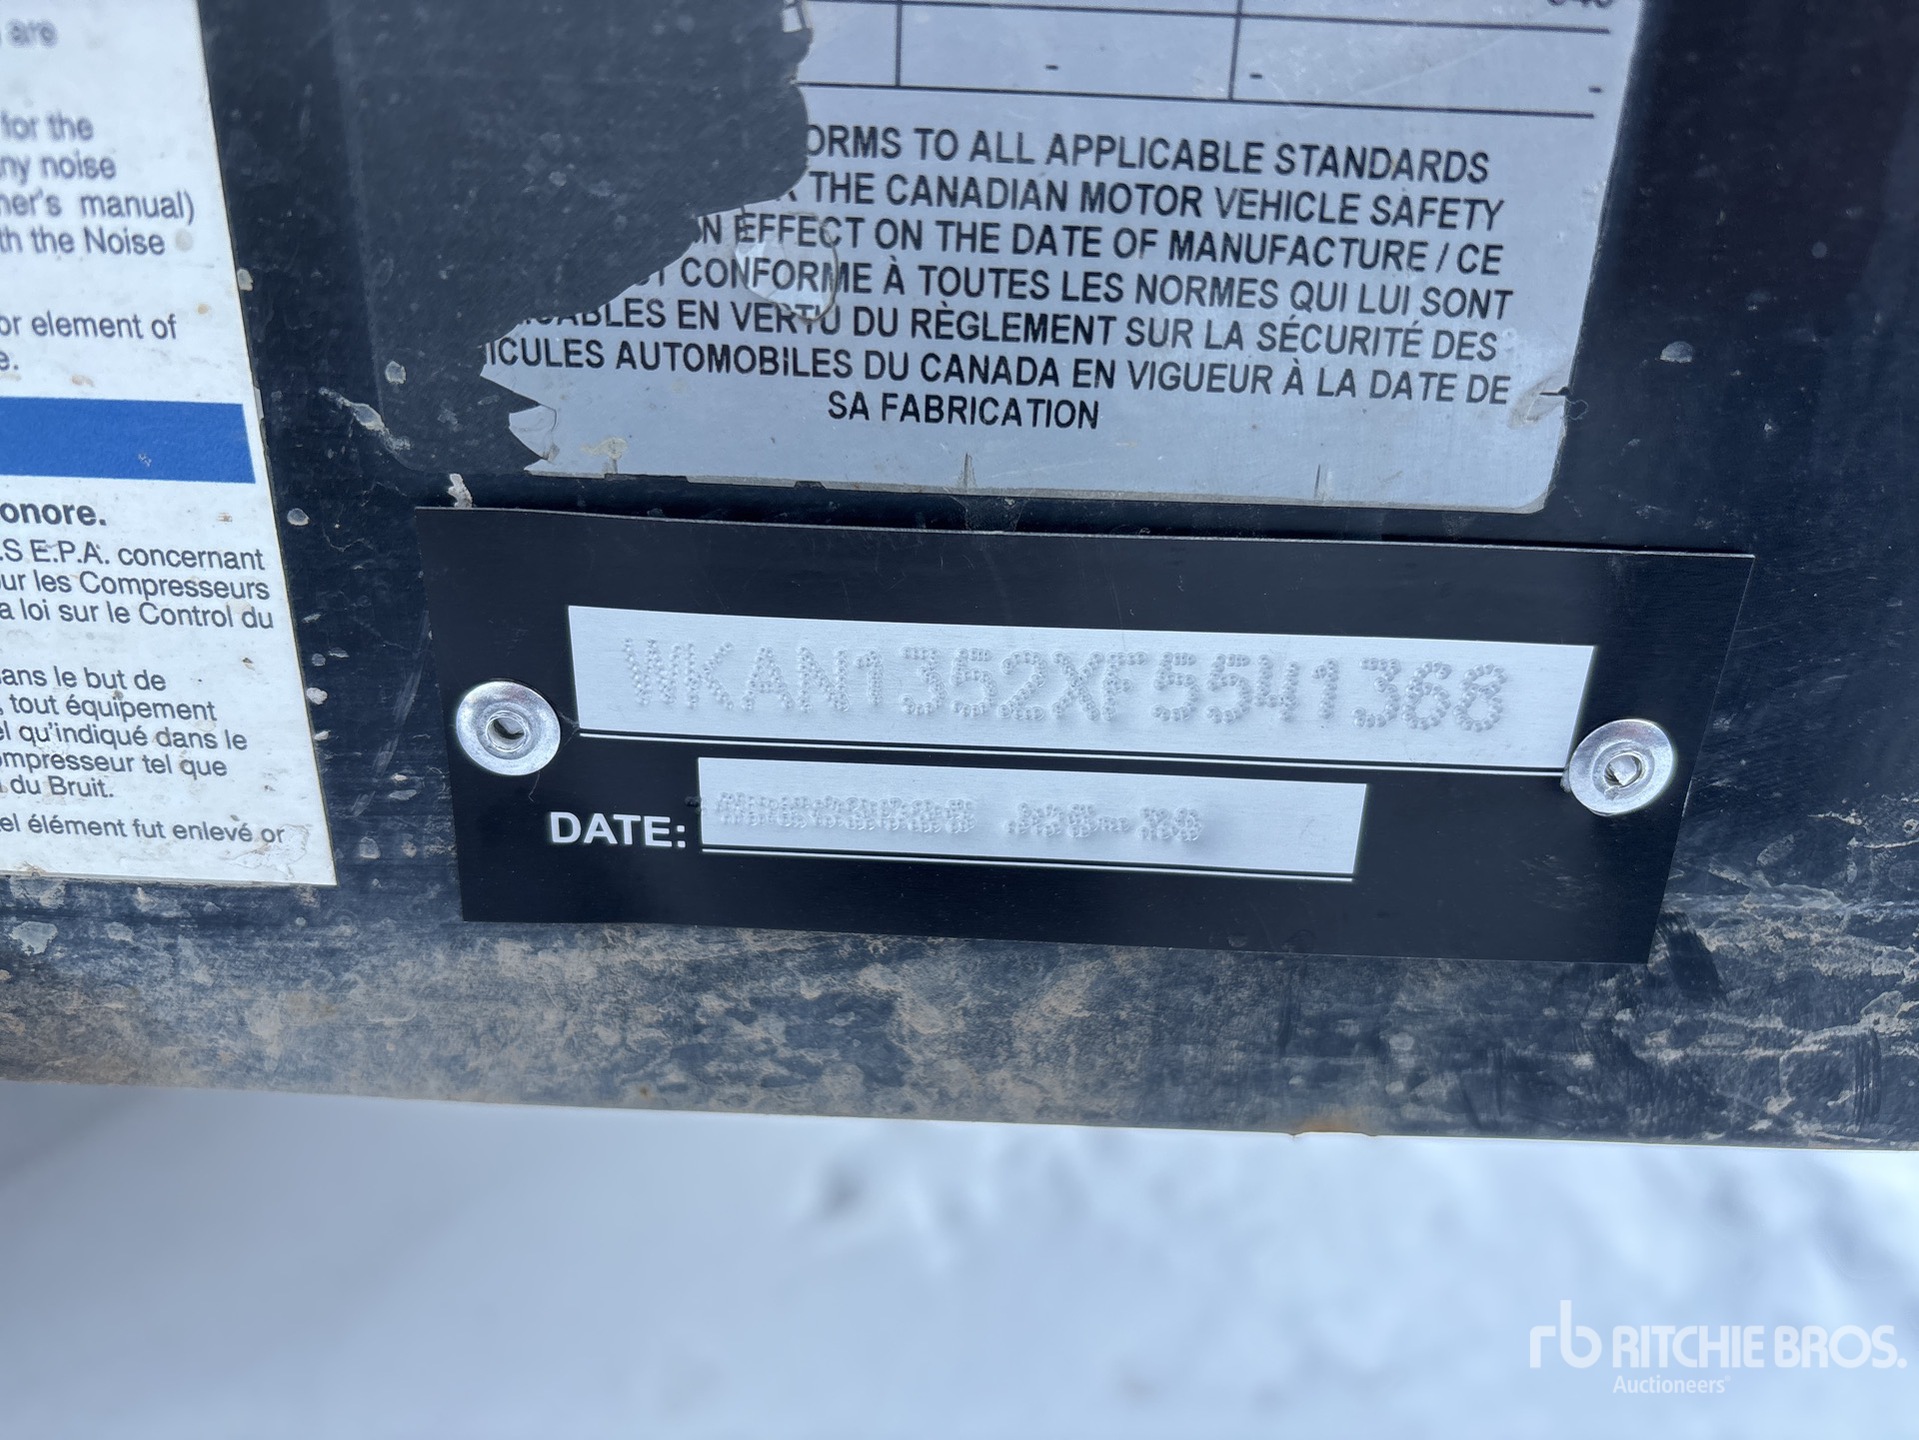 are
for the
ny noise
ner's manual)
th the Noise
or element of
e.
onore.
.S E.P.A. concernant
ur les Compresseurs
a loi sur le Control du
ans le but de
, tout équipement
el qu'indiqué dans le
ompresseur tel que
du Bruit.
el élément fut enlevé or
- - -
ORMS TO ALL APPLICABLE STANDARDS
R THE CANADIAN MOTOR VEHICLE SAFETY
ON EFFECT ON THE DATE OF MANUFACTURE / CE
ST CONFORME À TOUTES LES NORMES QUI LUI SONT
ICABLES EN VERTU DU RÈGLEMENT SUR LA SÉCURITÉ DES
ICULES AUTOMOBILES DU CANADA EN VIGUEUR À LA DATE DE
SA FABRICATION
WKAN1352XF5541368
DATE:
rb RITCHIE BROS.
Auctioneers